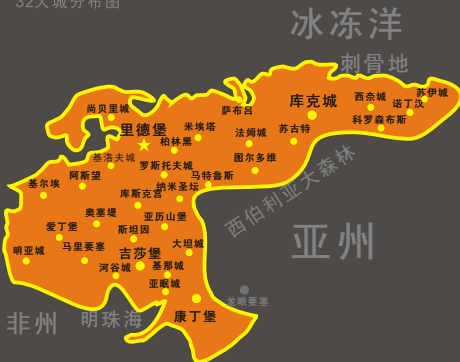 32大城分布图
冰冻洋
刺骨地
苏伊城
西奈城
诺丁汉
库克城
萨布吕
尚贝里城
科罗森布斯
里德堡
米埃塔
苏古特
法姆城
柏林黑
基洛夫城
图尔多维
罗斯托夫城
阿斯望
马特鲁斯
基尔埃
纳米圣坛
库斯克宫
西伯利亚大森林
奥塞堤
亚历山堡
爱丁堡
斯坦因
亚州
马里要塞
大坦城
明亚城
吉莎堡
河谷城
基那城
亚岷城
龙眼要塞
康丁堡
非州
明珠海